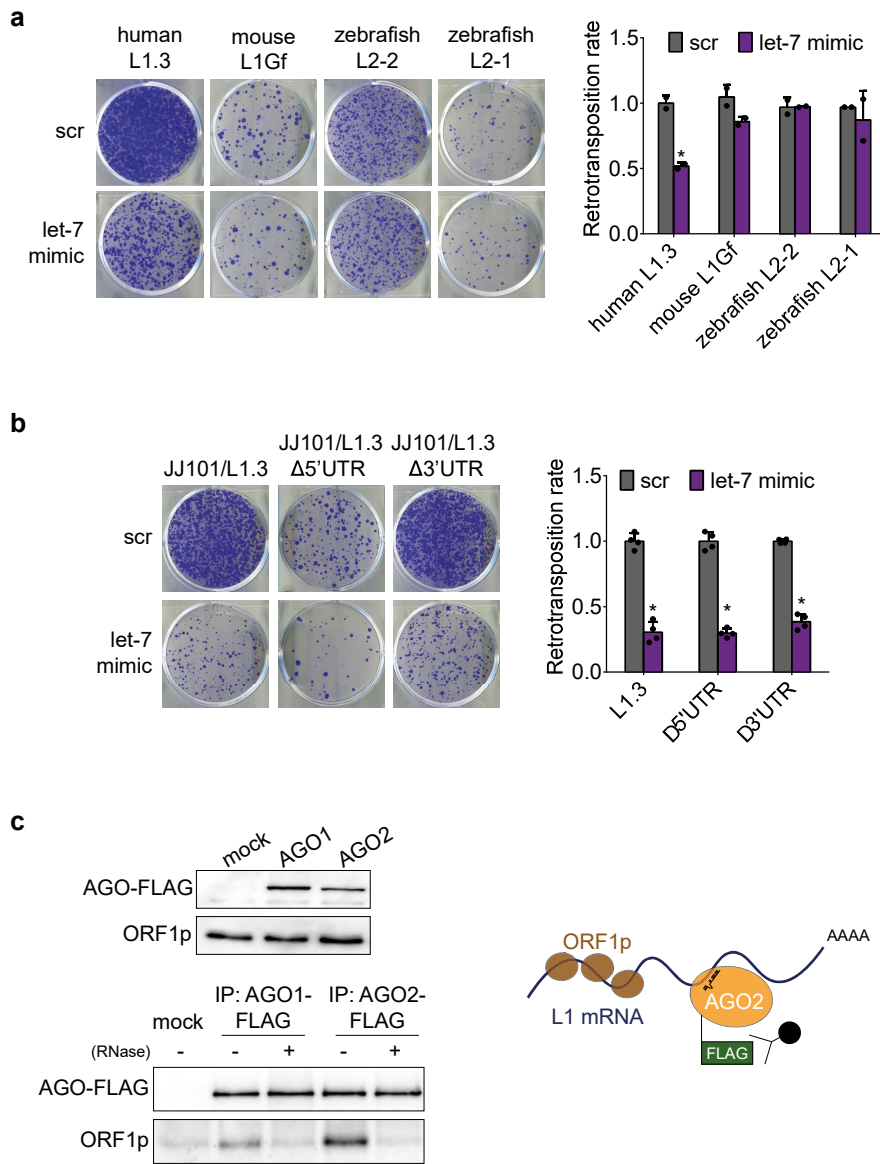 a
human
L1.3
mouse
L1Gf
zebrafish
L2-2
zebrafish
L2-1
scr
let-7
mimic
scr
let-7 mimic
Retrotransposition rate
1.5
1.0
0.5
0.0
*
human L1.3
mouse L1Gf
zebrafish L2-2
zebrafish L2-1
b
JJ101/L1.3
JJ101/L1.3
Δ5'UTR
JJ101/L1.3
Δ3'UTR
scr
let-7
mimic
scr
let-7 mimic
Retrotransposition rate
1.5
1.0
0.5
0.0
*
*
*
L1.3
D5'UTR
D3'UTR
c
mock
AGO1
AGO2
AGO-FLAG
ORF1p
mock
IP: AGO1-
FLAG
IP: AGO2-
FLAG
(RNase)
-
-
+
-
+
AGO-FLAG
ORF1p
ORF1p
L1 mRNA
AGO2
FLAG
AAAA